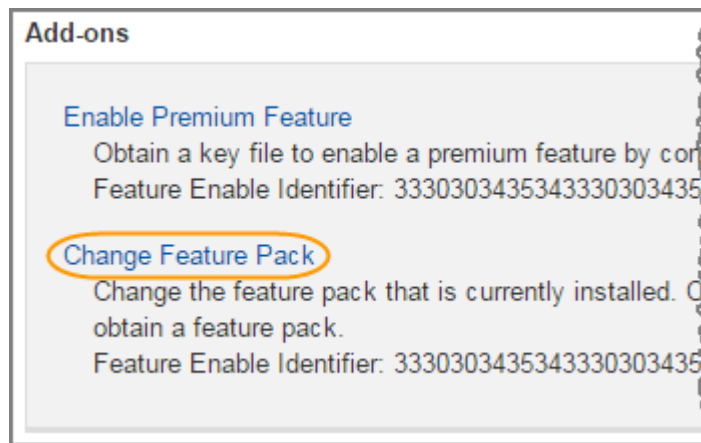 Add-ons
Enable Premium Feature
Obtain a key file to enable a premium feature by
Feature Enable Identifier: 3330303435343330303435
Change Feature Pack
Change the feature pack that is currently installed.
obtain a feature pack.
Feature Enable Identifier: 3330303435343330303435